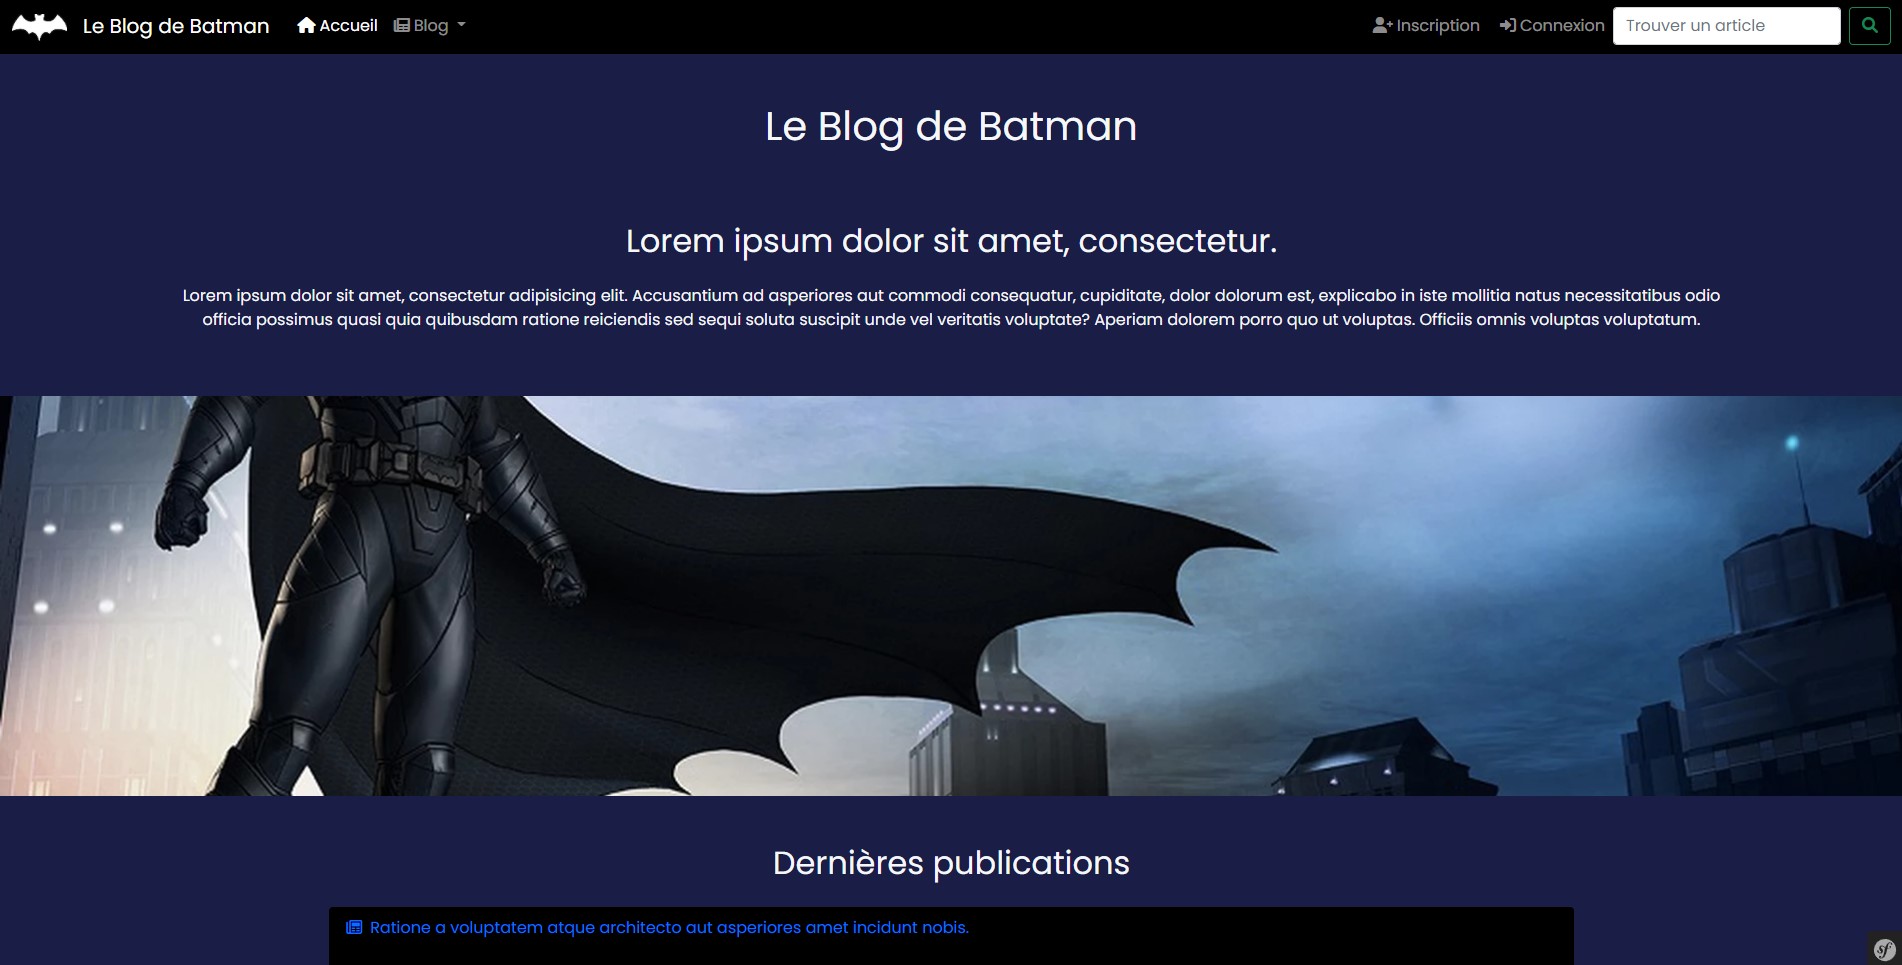 Le Blog de Batman Accueil Blog Inscription Connexion Trouver un article
Le Blog de Batman
Lorem ipsum dolor sit amet, consectetur.
Lorem ipsum dolor sit amet, consectetur adipisicing elit. Accusantium ad asperiores aut commodi consequatur, cupiditate, dolor dolorum est, explicabo in iste mollitia natus necessitatibus odio
officia possimus quasi quia quibusdam ratione reiciendis sed sequi soluta suscipit unde vel veritatis voluptate? Aperiam dolorem porro quo ut voluptas. Officiis omnis voluptas voluptatum.
Dernières publications
Ratione a voluptatem atque architecto aut asperiores amet incidunt nobis.
sf